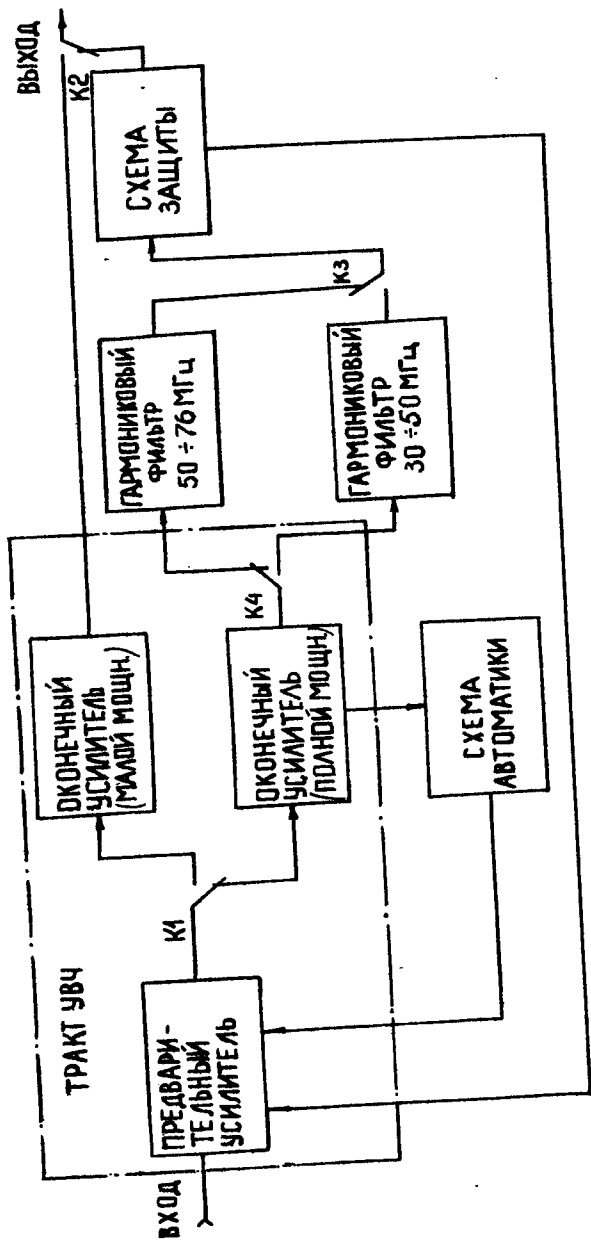 ТРАКТ УВЧ
ВХОД
ПРЕДВАРИ-
ТЕЛЬНЫЙ
УСИЛИТЕЛЬ
К1
ОКОНЕЧНЫЙ
УСИЛИТЕЛЬ
/МАЛОЙ МОЩН./
ОКОНЕЧНЫЙ
УСИЛИТЕЛЬ
/ПОЛНОЙ МОЩН./
СХЕМА
АВТОМАТИКИ
К4
ГАРМОНИКОВЫЙ
ФИЛЬТР
50÷76 МГц
ГАРМОНИКОВЫЙ
ФИЛЬТР
30÷50 МГц
К3
СХЕМА
ЗАЩИТЫ
К2
ВЫХОД